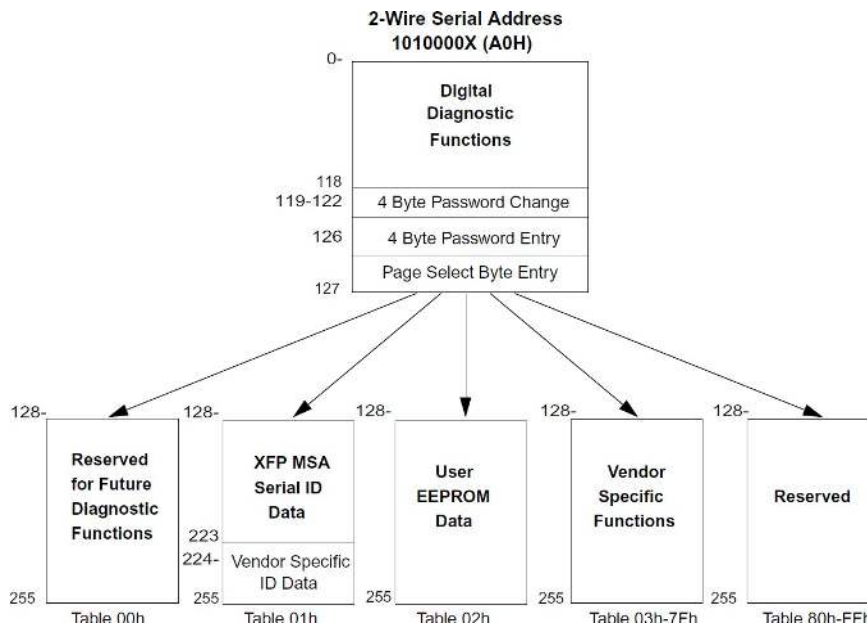 2-Wire Serial Address
1010000X (A0H)
0-
Digital
Diagnostic
Functions
118
119-122
4 Byte Password Change
126
4 Byte Password Entry
Page Select Byte Entry
127
128-
Reserved
for Future
Diagnostic
Functions
255
Table 00h
128-
XFP MSA
Serial ID
Data
223
224-
Vendor Specific
ID Data
255
Table 01h
128-
User
EEPROM
Data
255
Table 02h
128-
Vendor
Specific
Functions
255
Table 03h-7Fh
128-
Reserved
255
Table 80h-FFh